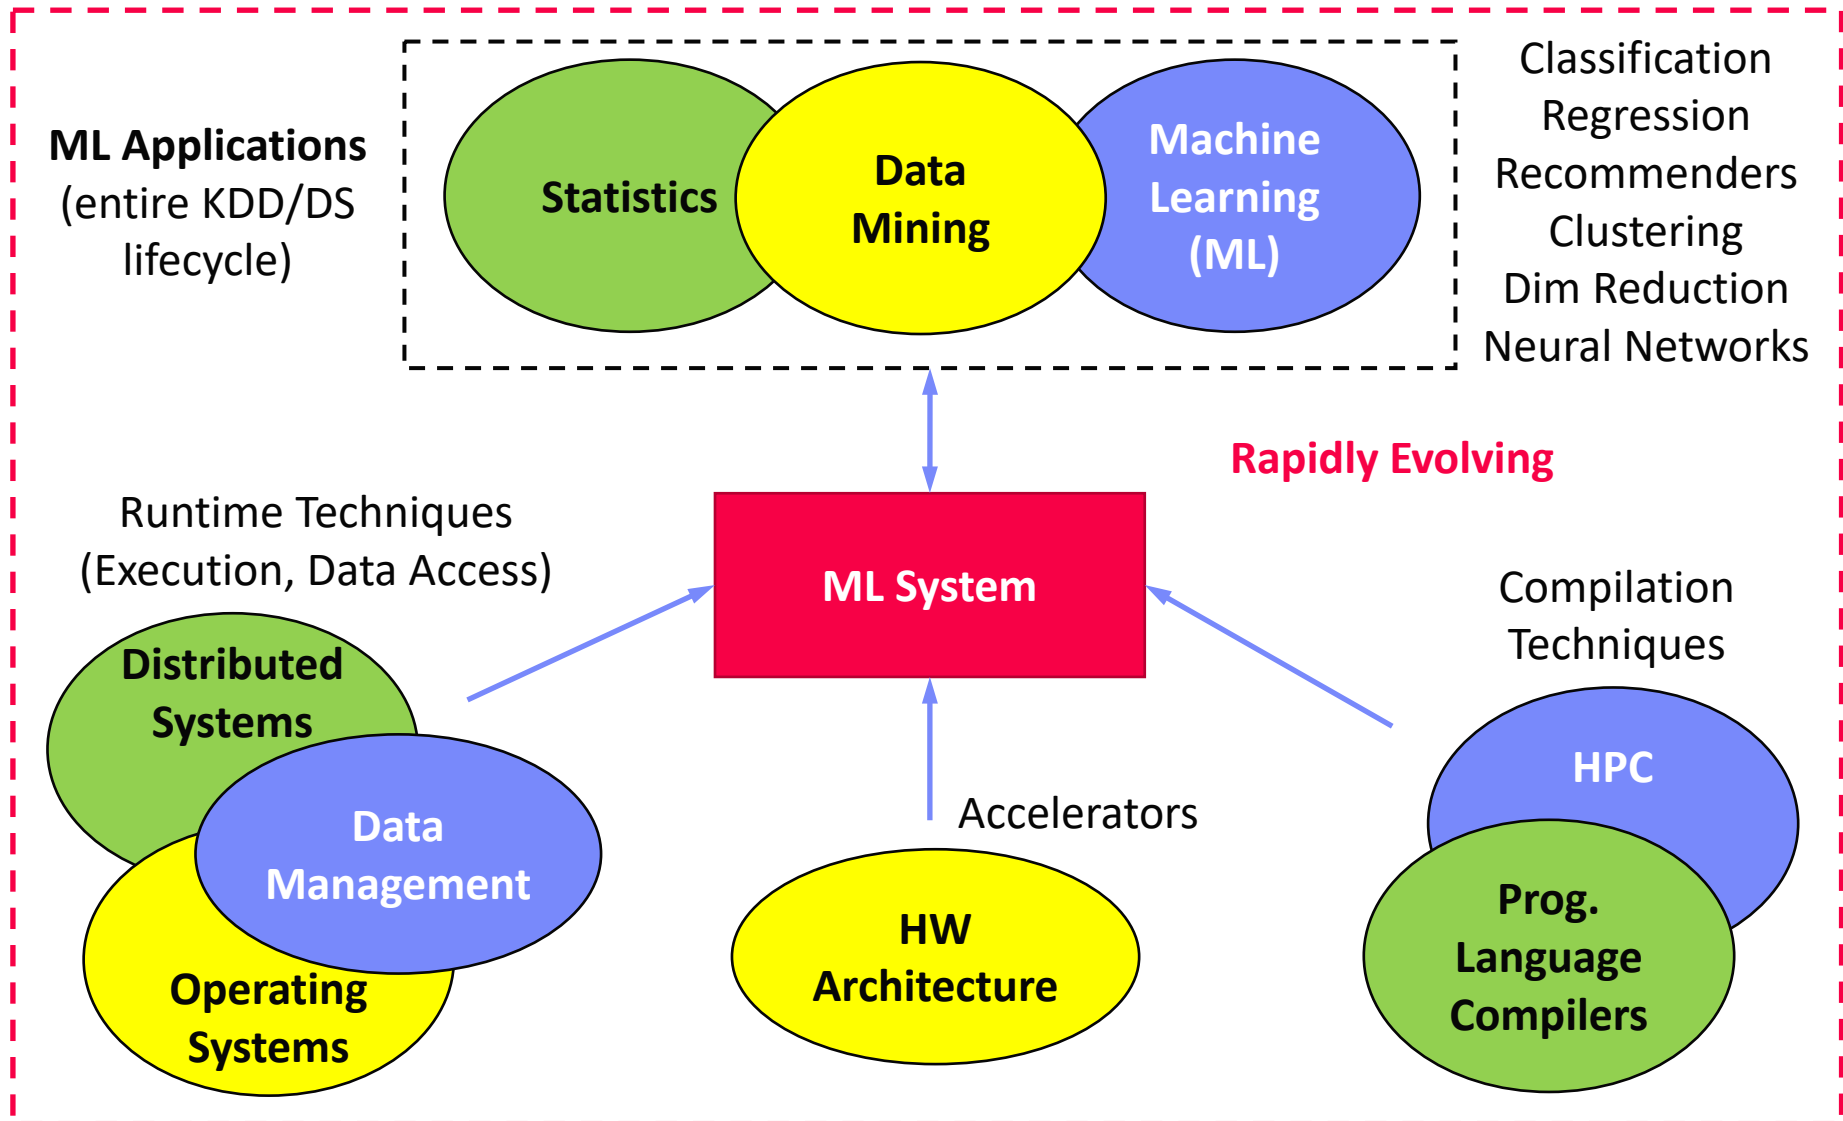 ML Applications
(entire KDD/DS
lifecycle)
Statistics
Data
Mining
Machine
Learning
(ML)
Classification
Regression
Recommenders
Clustering
Dim Reduction
Neural Networks
Rapidly Evolving
Runtime Techniques
(Execution, Data Access)
ML System
Compilation
Techniques
Distributed
Systems
Data
Management
Operating
Systems
Accelerators
HW
Architecture
HPC
Prog.
Language
Compilers